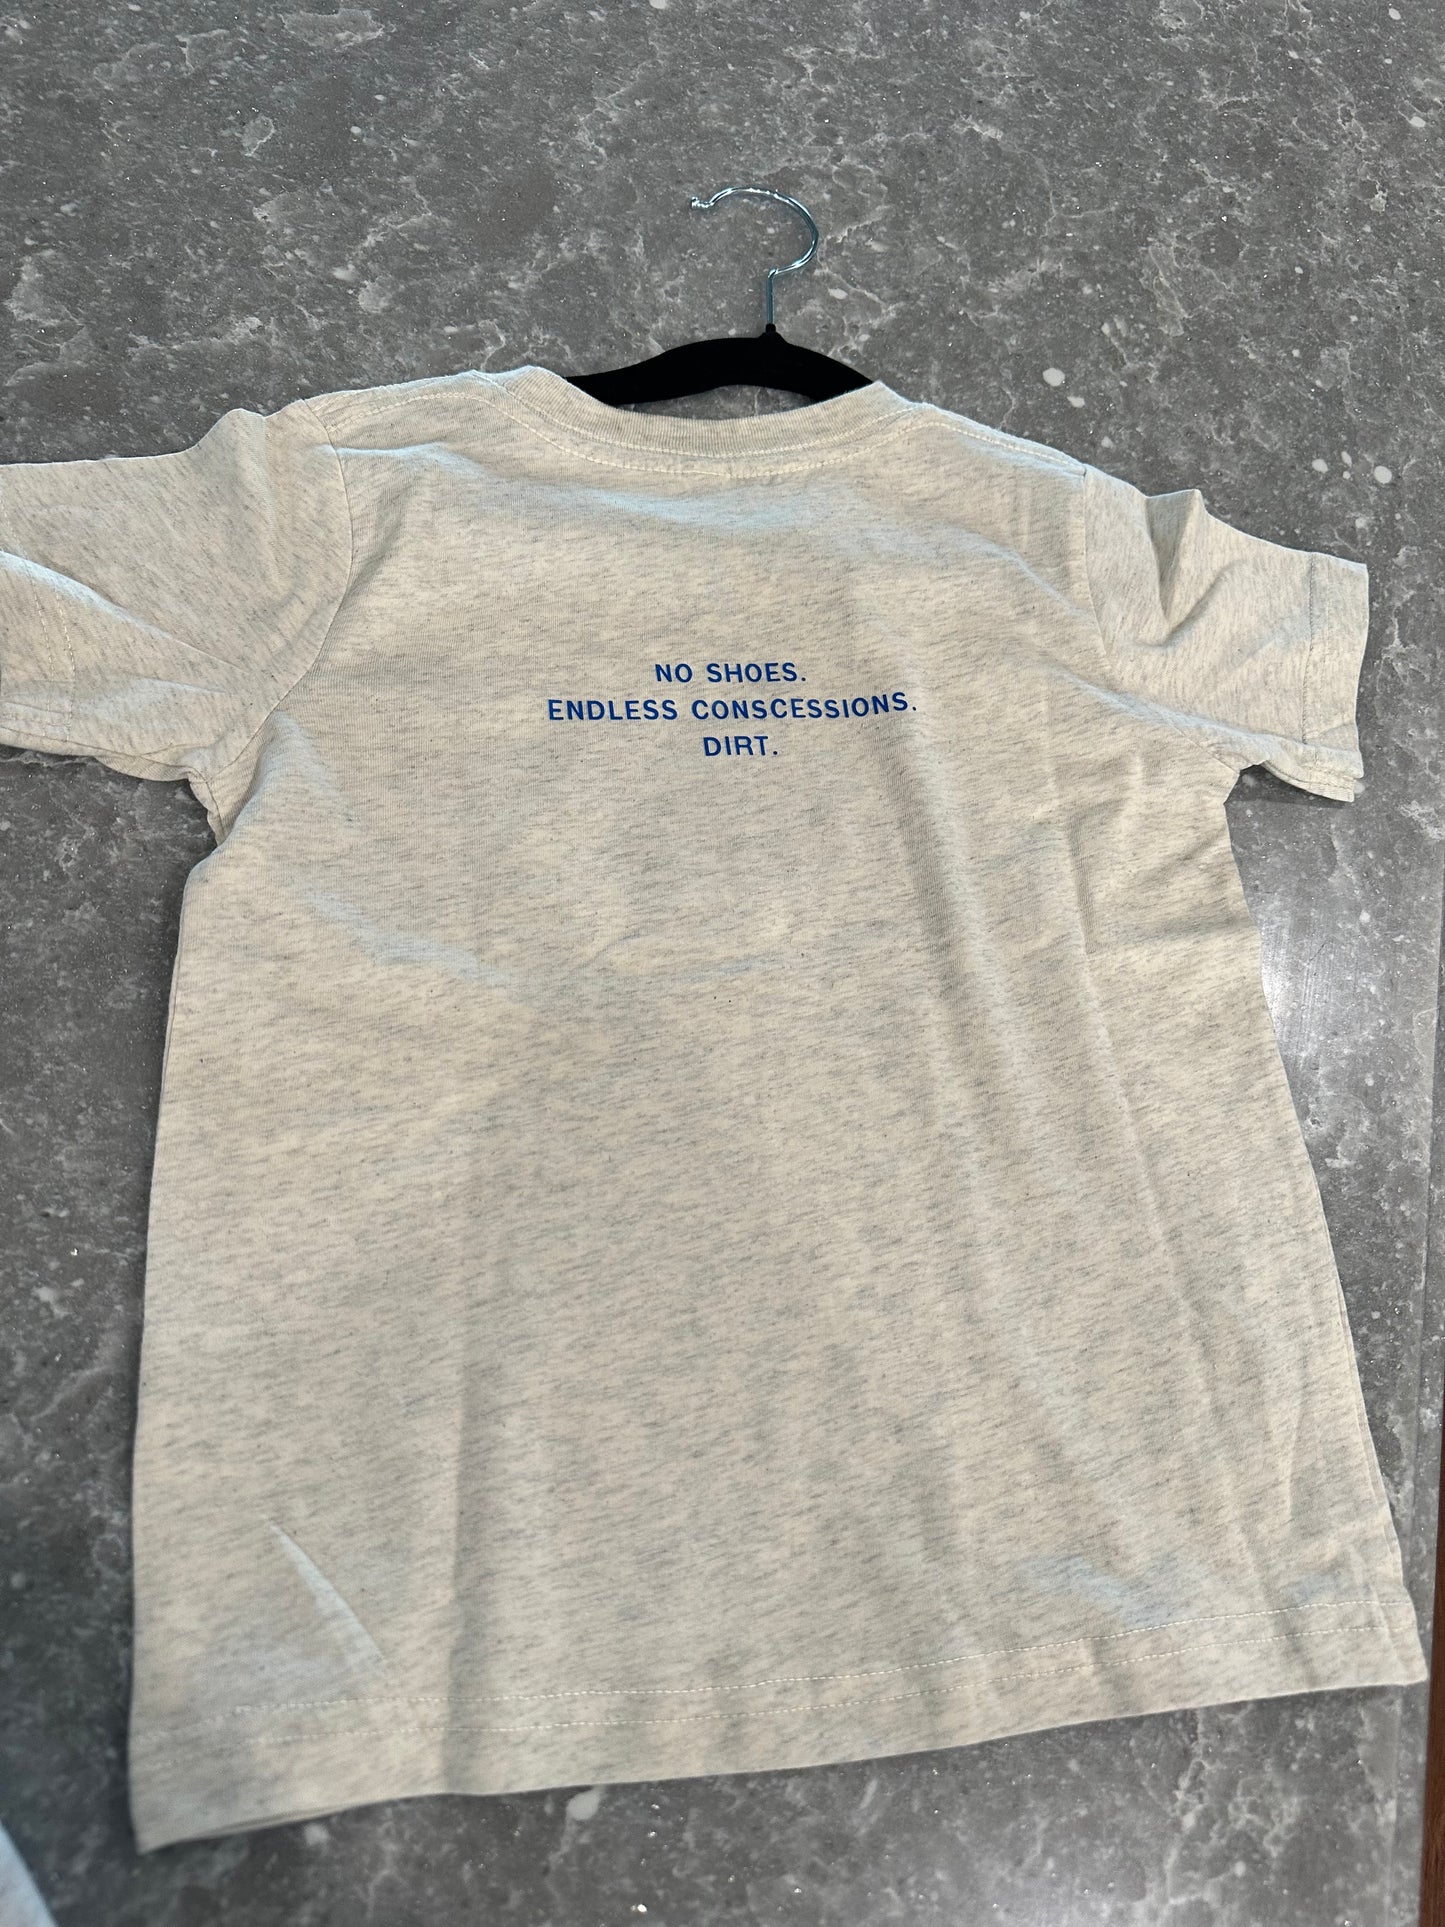 NO SHOES.
ENDLESS CONSCESSIONS.
DIRT.